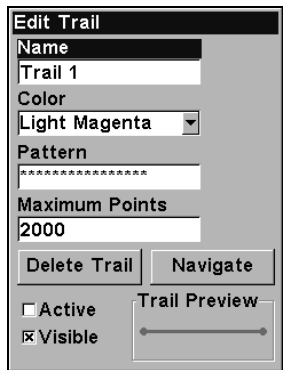 Edit Trail
Name
Trail 1
Color
Light Magenta
Pattern
***************
Maximum Points
2000
Delete Trail Navigate
Active Trail Preview
Visible